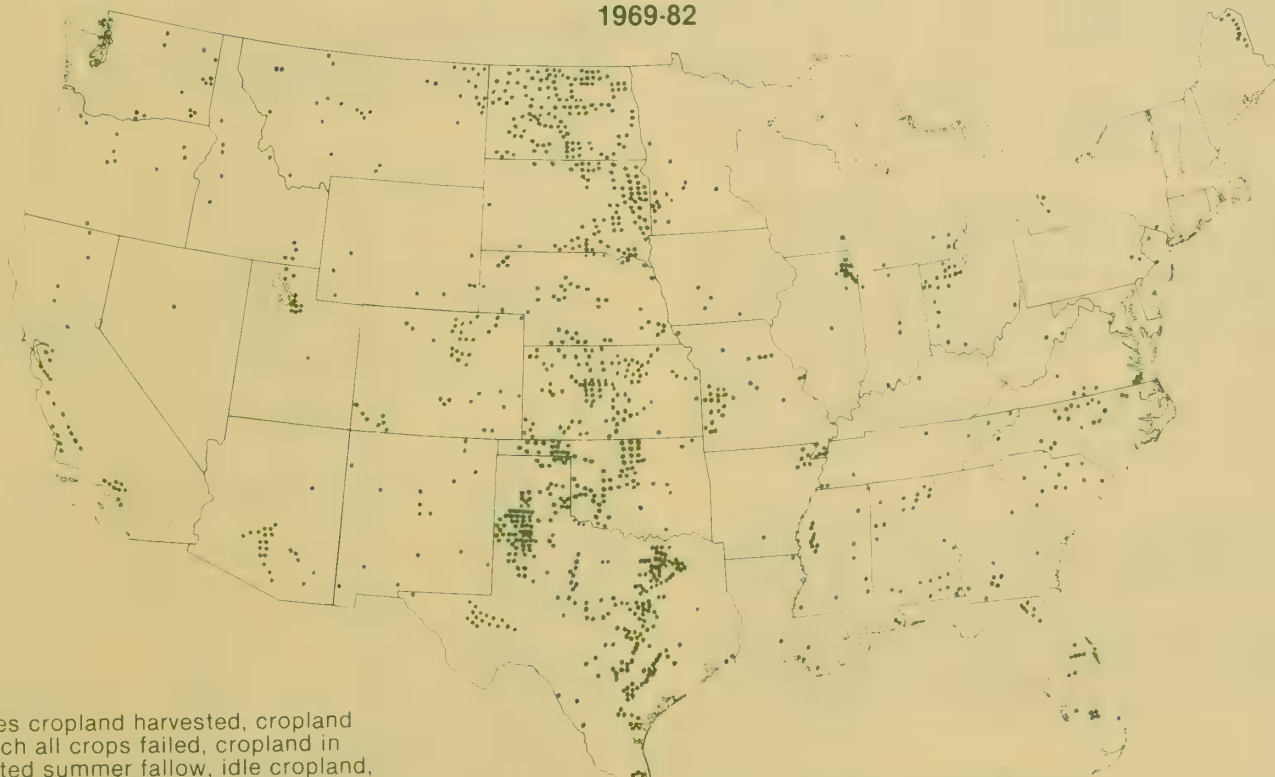 1969-82
es cropland harvested, cropland
ch all crops failed, cropland in
ted summer fallow, idle cropland,